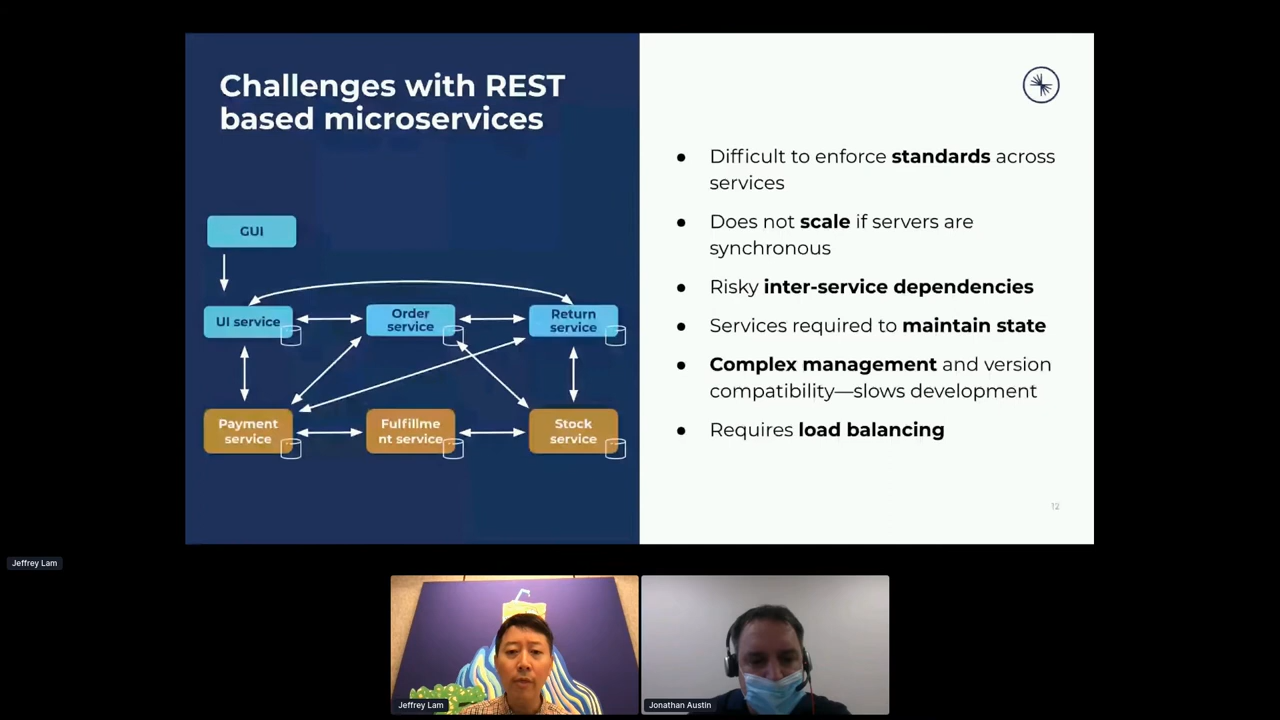 Challenges with REST
based microservices
GUI
UI service
Order
service
Return
service
Payment
service
Fulfillme
nt service
Stock
service
● Difficult to enforce standards across
services
● Does not scale if servers are
synchronous
● Risky inter-service dependencies
● Services required to maintain state
● Complex management and version
compatibility—slows development
● Requires load balancing
12
Jeffrey Lam
Jeffrey Lam
Jonathan Austin